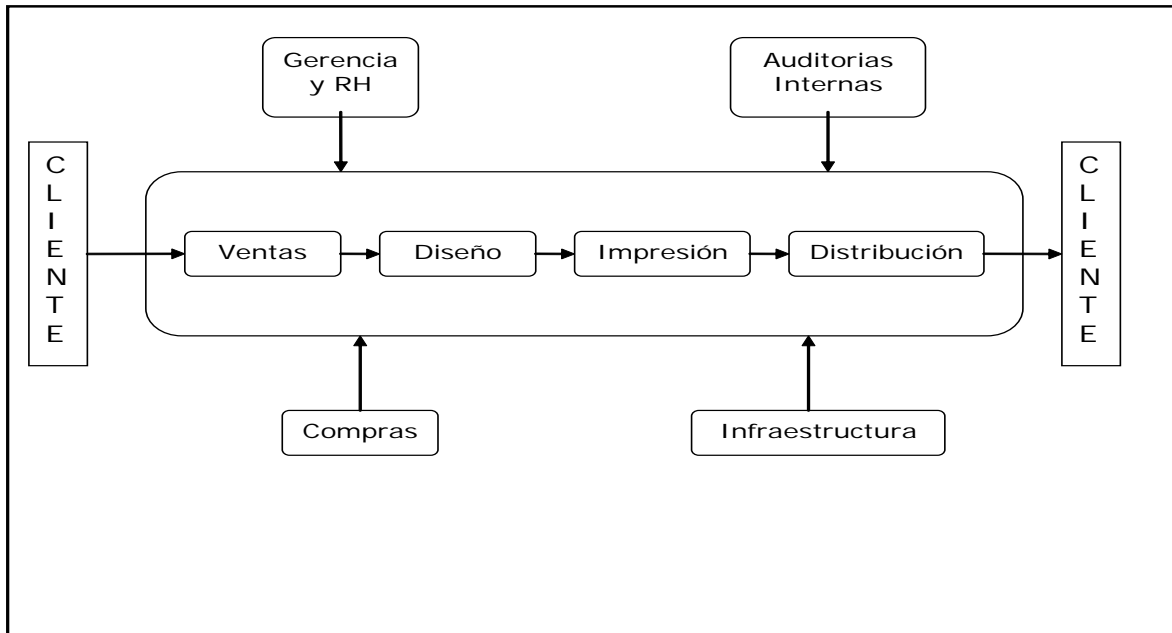 Gerencia
y RH
Auditorias
Internas
C
L
I
E
N
T
E
Ventas
Diseño
Impresión
Distribución
C
L
I
E
N
T
E
Compras
Infraestructura